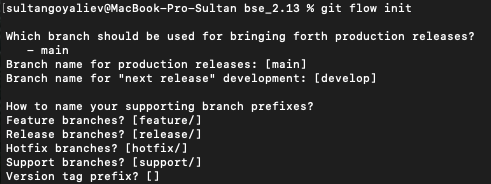 [sultangoyaliev@MacBook-Pro-Sultan bse_2.13 % git flow init
Which branch should be used for bringing forth production releases?
- main
Branch name for production releases: [main]
Branch name for "next release" development: [develop]
How to name your supporting branch prefixes?
Feature branches? [feature/]
Release branches? [release/]
Hotfix branches? [hotfix/]
Support branches? [support/]
Version tag prefix? []